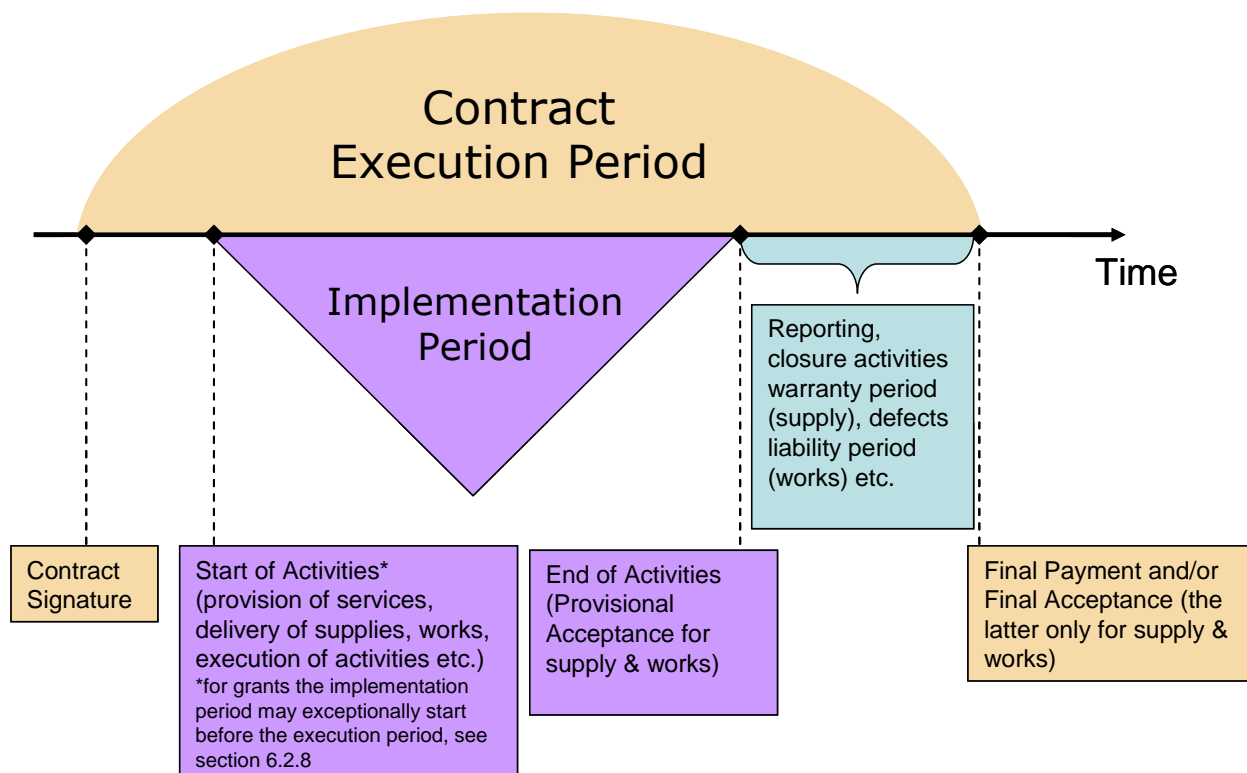 Contract
Execution Period
Time
Implementation
Period
Reporting,
closure activities
warranty period
(supply), defects
liability period
(works) etc.
Contract
Signature
Start of Activities*
(provision of services,
delivery of supplies, works,
execution of activities etc.)
*for grants the implementation
period may exceptionally start
before the execution period, see
section 6.2.8
End of Activities
(Provisional
Acceptance for
supply & works)
Final Payment and/or
Final Acceptance (the
latter only for supply &
works)